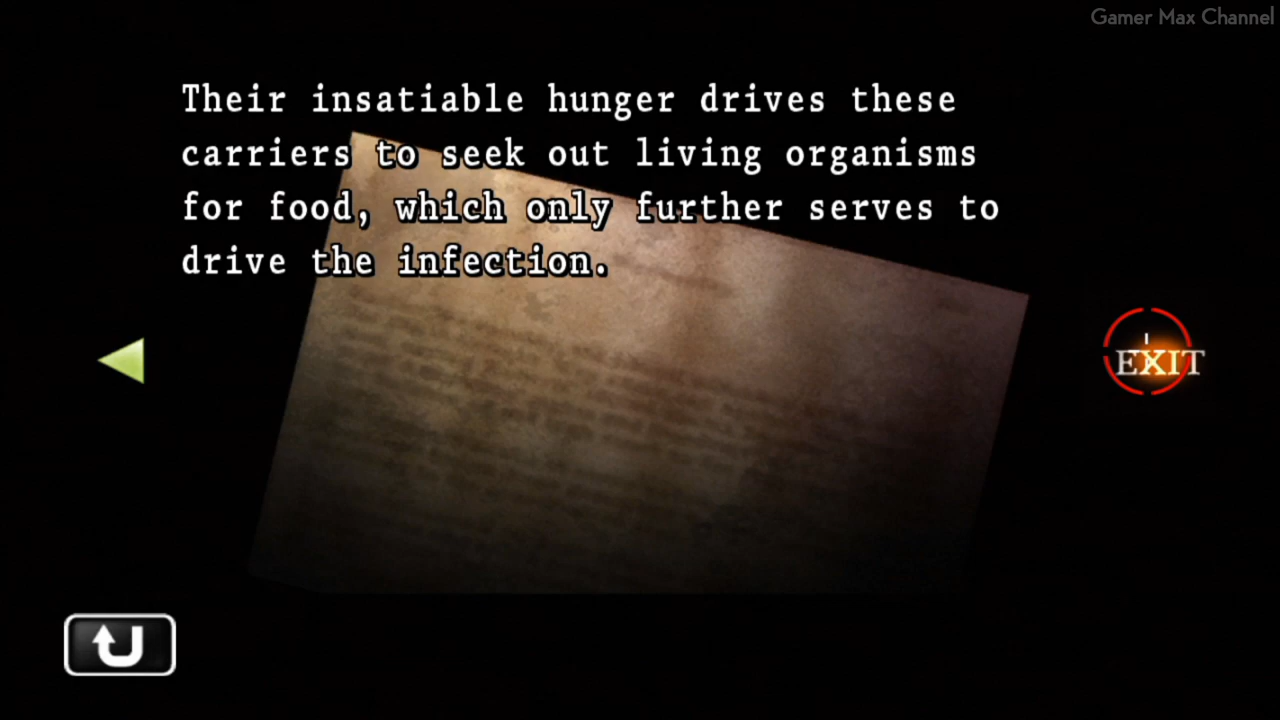 Gamer Max Channel
Their insatiable hunger drives these
carriers to seek out living organisms
for food, which only further serves to
drive the infection.
EXIT